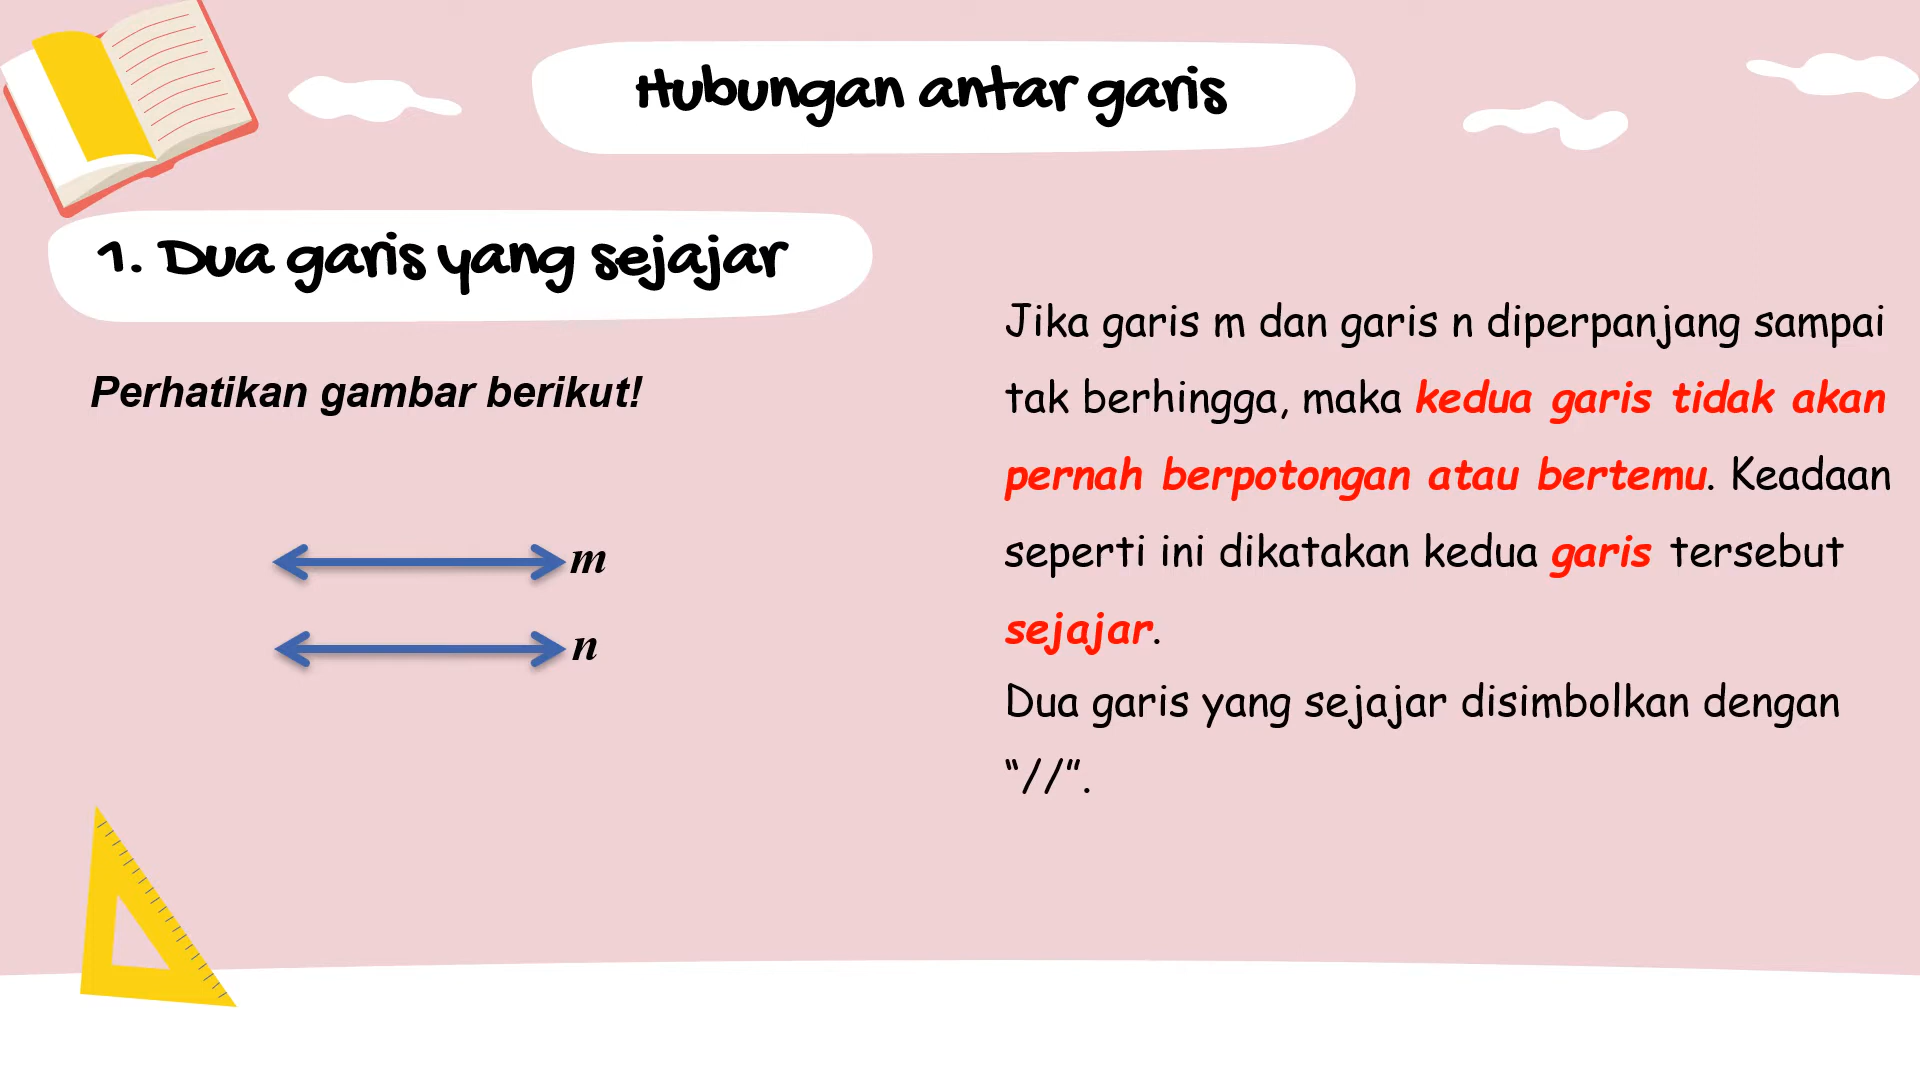 Hubungan antar garis
1. Dua garis yang sejajar
Perhatikan gambar berikut!
m
n
Jika garis m dan garis n diperpanjang sampai
tak berhingga, maka kedua garis tidak akan
pernah berpotongan atau bertemu. Keadaan
seperti ini dikatakan kedua garis tersebut
sejajar.
Dua garis yang sejajar disimbolkan dengan
“//”.